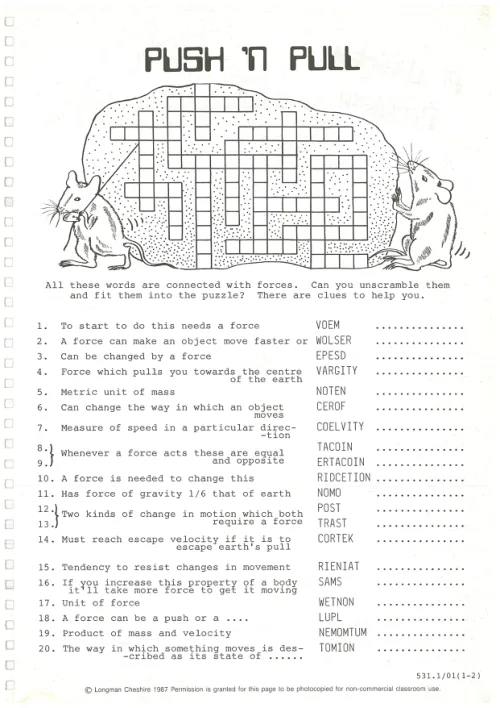 PUSH 'N PULL
All these words are connected with forces. Can you unscramble them
and fit them into the puzzle? There are clues to help you.
1. To start to do this needs a force VOEM ...............
2. A force can make an object move faster or WOLSER ...............
3. Can be changed by a force EPESD ...............
4. Force which pulls you towards the centre VARGITY ...............
of the earth
5. Metric unit of mass NOTEN ...............
6. Can change the way in which an object CEROF ...............
moves
7. Measure of speed in a particular direc- COELVITY ...............
-tion
8.} TACOIN ...............
Whenever a force acts these are equal
9.} and opposite ERTACOIN ...............
10. A force is needed to change this RIDCETION ...............
11. Has force of gravity 1/6 that of earth NOMO ...............
12.} POST ...............
Two kinds of change in motion which both
13.} require a force TRAST ...............
14. Must reach escape velocity if it is to CORTEK ...............
escape earth's pull
15. Tendency to resist changes in movement RIENIAT ...............
16. If you increase this property of a body SAMS ...............
it'll take more force to get it moving
17. Unit of force WETNON ...............
18. A force can be a push or a .... LUPL ...............
19. Product of mass and velocity NEMOMTUM ...............
20. The way in which something moves is des- TOMION ...............
-cribed as its state of ......
531.1/01(1-2)
© Longman Cheshire 1987 Permission is granted for this page to be photocopied for non-commercial classroom use.